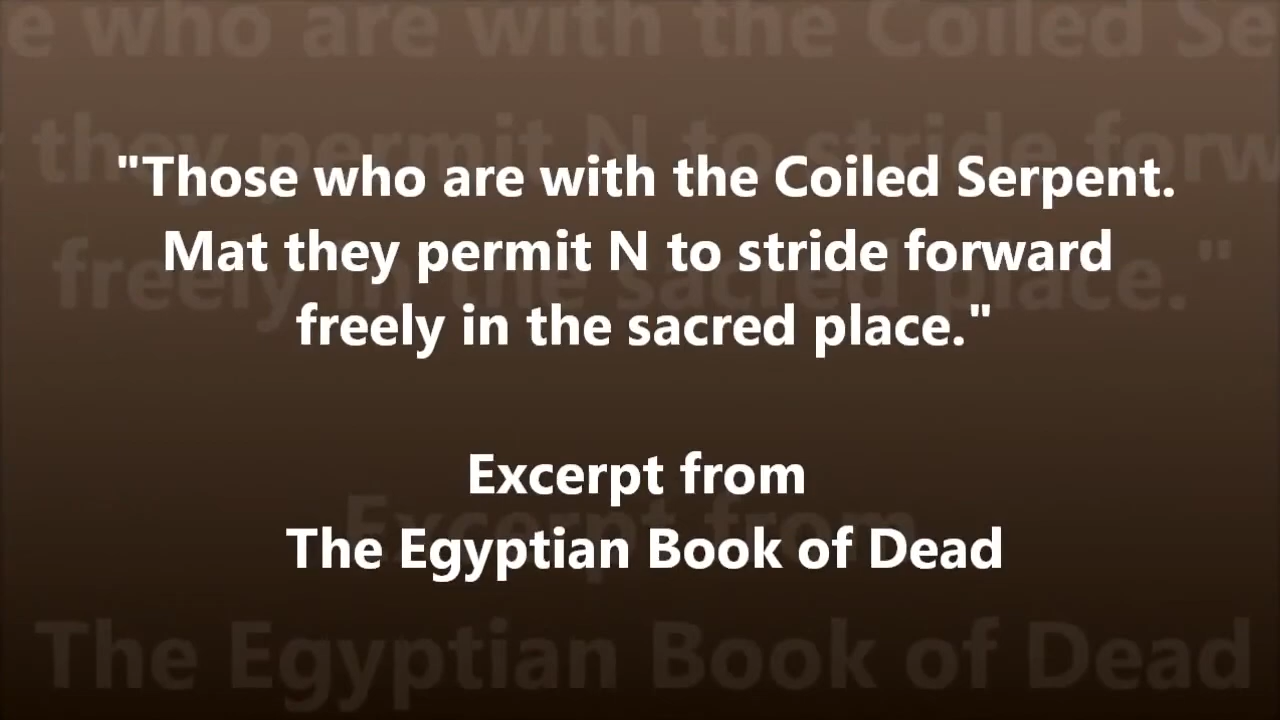 "Those who are with the Coiled Serpent.
Mat they permit N to stride forward
freely in the sacred place."
Excerpt from
The Egyptian Book of Dead